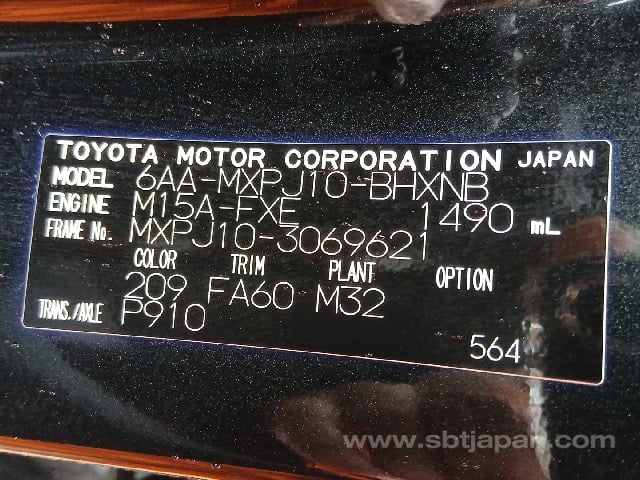 TOYOTA MOTOR CORPORATION JAPAN
MODEL 6AA-MXPJ10-BHXNB
ENGINE M15A-FXE 1490 mL
FRAME No. MXPJ10-3069621
COLOR TRIM PLANT OPTION
209 FA60 M32
TRANS./AXLE P910
564
www.sbtjapan.com